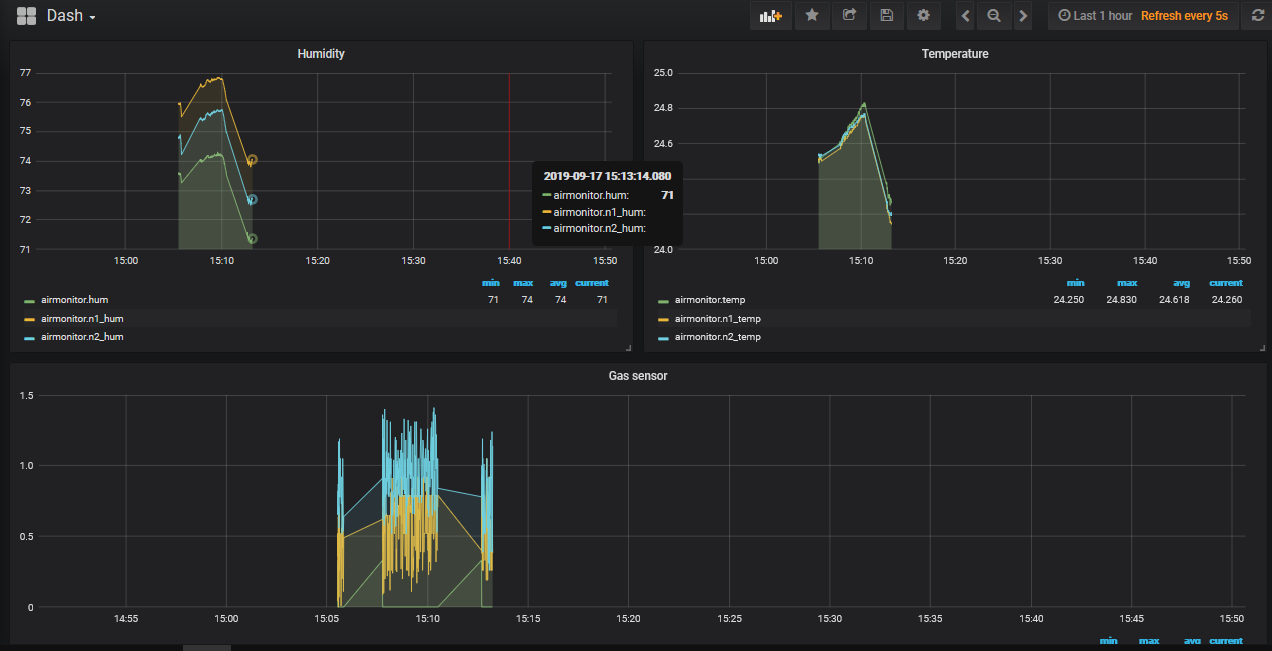 Dash
Last 1 hour Refresh every 5s
Humidity
77
76
75
74
73
72
71
15:00 15:10 15:20 15:30 15:40 15:50
min max avg current
airmonitor.hum 71 74 74 71
airmonitor.n1_hum
airmonitor.n2_hum
2019-09-17 15:13:14.080
airmonitor.hum: 71
airmonitor.n1_hum:
airmonitor.n2_hum:
Temperature
25.0
24.8
24.6
24.0
15:00 15:10 15:20 15:30 15:40 15:50
min max avg current
airmonitor.temp 24.250 24.830 24.618 24.260
airmonitor.n1_temp
airmonitor.n2_temp
Gas sensor
1.5
1.0
0.5
0
14:55 15:00 15:05 15:10 15:15 15:20 15:25 15:30 15:35 15:40 15:45 15:50
min max avg current